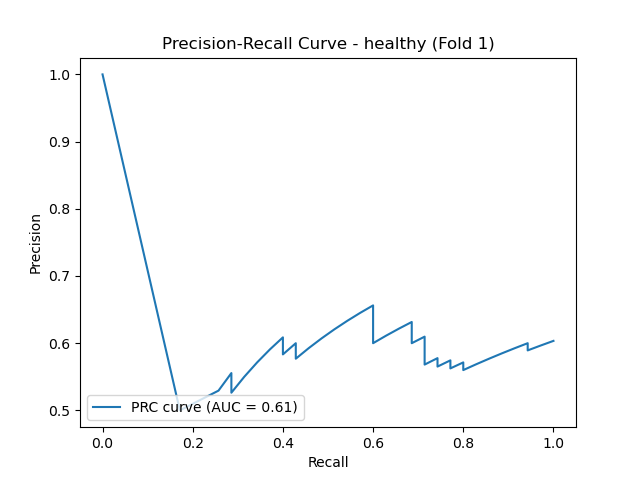 Precision-Recall Curve - healthy (Fold 1)
1.0
0.9
0.8
0.7
0.6
0.5
Precision
PRC curve (AUC = 0.61)
0.0 0.2 0.4 0.6 0.8 1.0
Recall